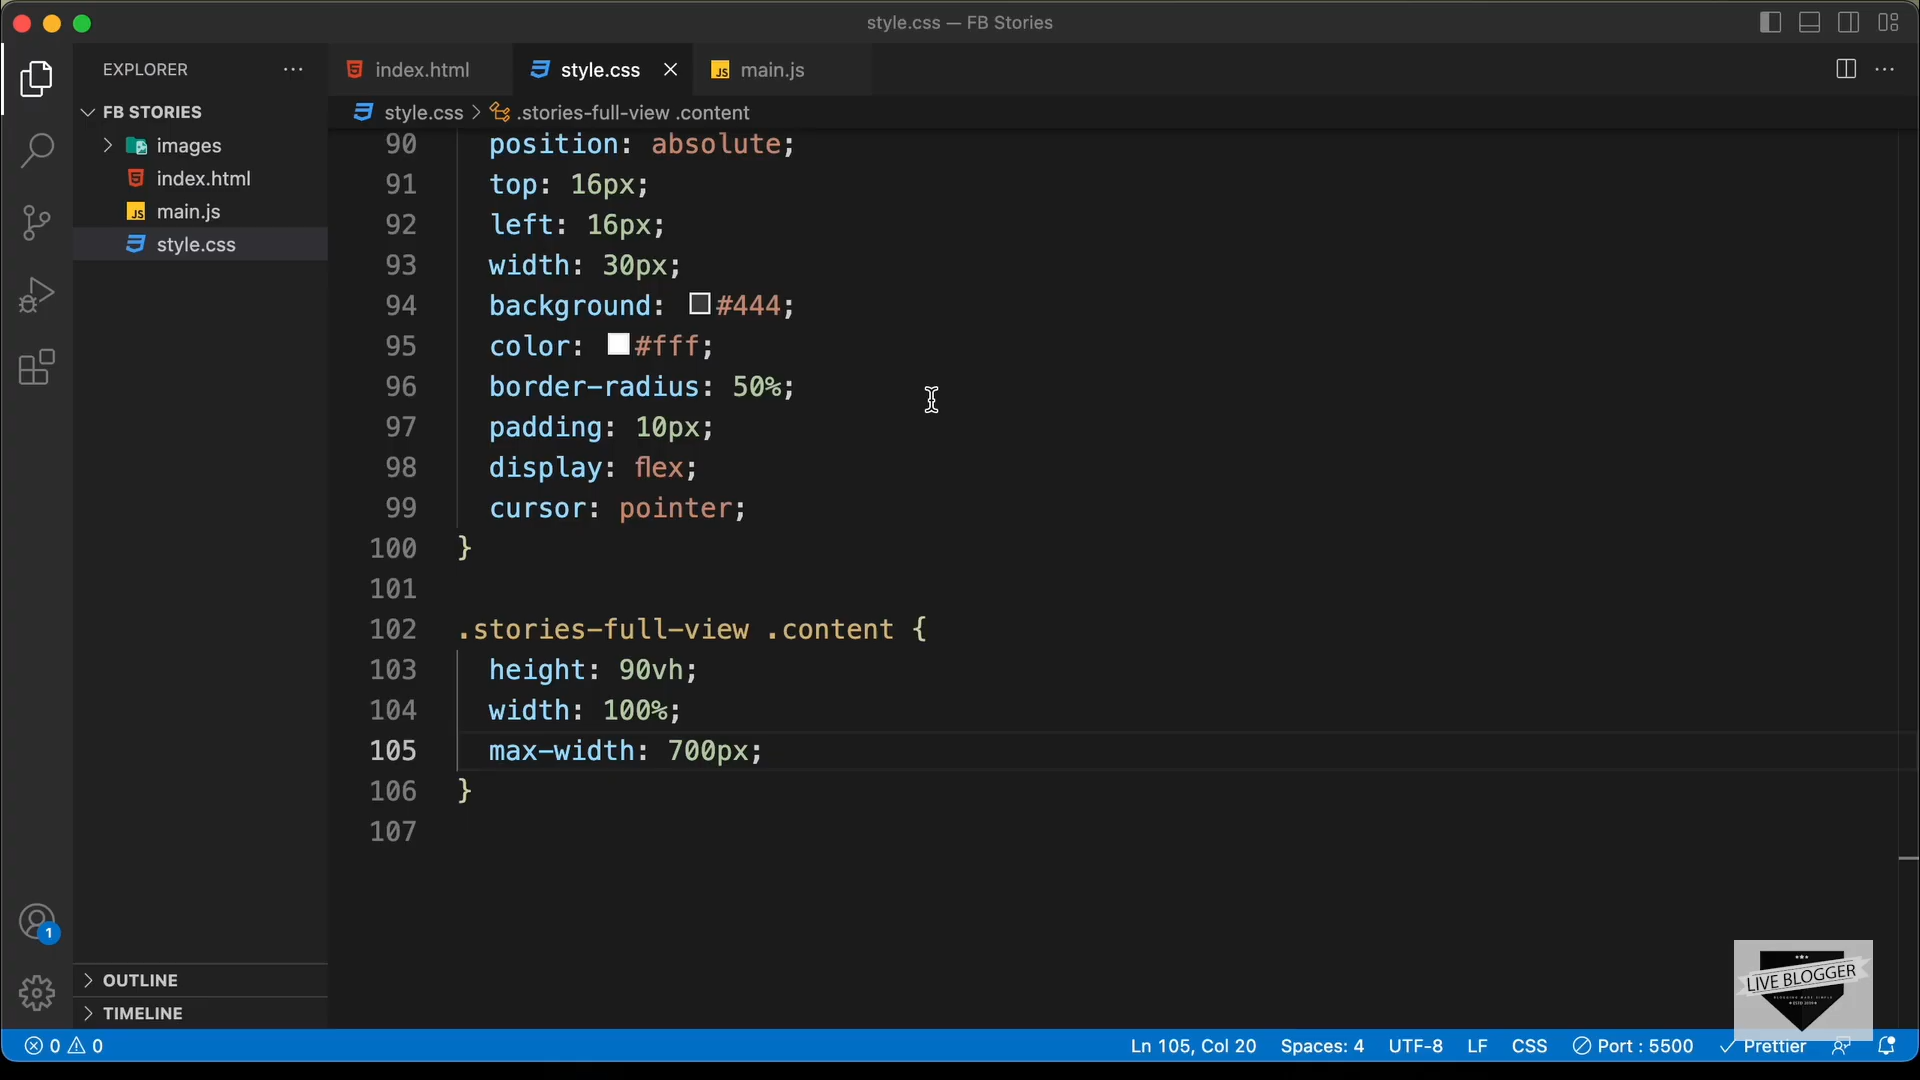 style.css — FB Stories
EXPLORER
index.html
style.css
JS main.js
FB STORIES
style.css > .stories-full-view .content
images
index.html
JS main.js
style.css
90 position: absolute;
91 top: 16px;
92 left: 16px;
93 width: 30px;
94 background: #444;
95 color: #fff;
96 border-radius: 50%;
97 padding: 10px;
98 display: flex;
99 cursor: pointer;
100 }
101
102 .stories-full-view .content {
103 height: 90vh;
104 width: 100%;
105 max-width: 700px;
106 }
107
1
OUTLINE
TIMELINE
LIVE BLOGGER
0 0
Ln 105, Col 20 Spaces: 4 UTF-8 LF CSS Port : 5500 Prettier